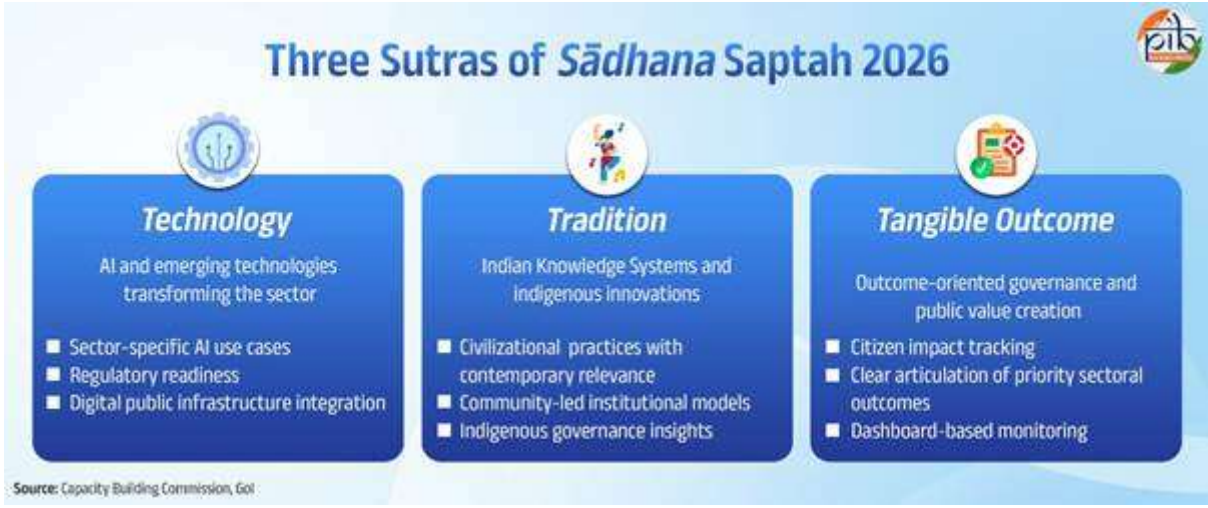 Three Sutras of Sādhana Saptah 2026
pib
Technology
AI and emerging technologies
transforming the sector
Sector-specific AI use cases
Regulatory readiness
Digital public infrastructure integration
Tradition
Indian Knowledge Systems and
indigenous innovations
Civilizational practices with
contemporary relevance
Community-led institutional models
Indigenous governance insights
Tangible Outcome
Outcome-oriented governance and
public value creation
Citizen impact tracking
Clear articulation of priority sectoral
outcomes
Dashboard-based monitoring
Source: Capacity Building Commission, GoI